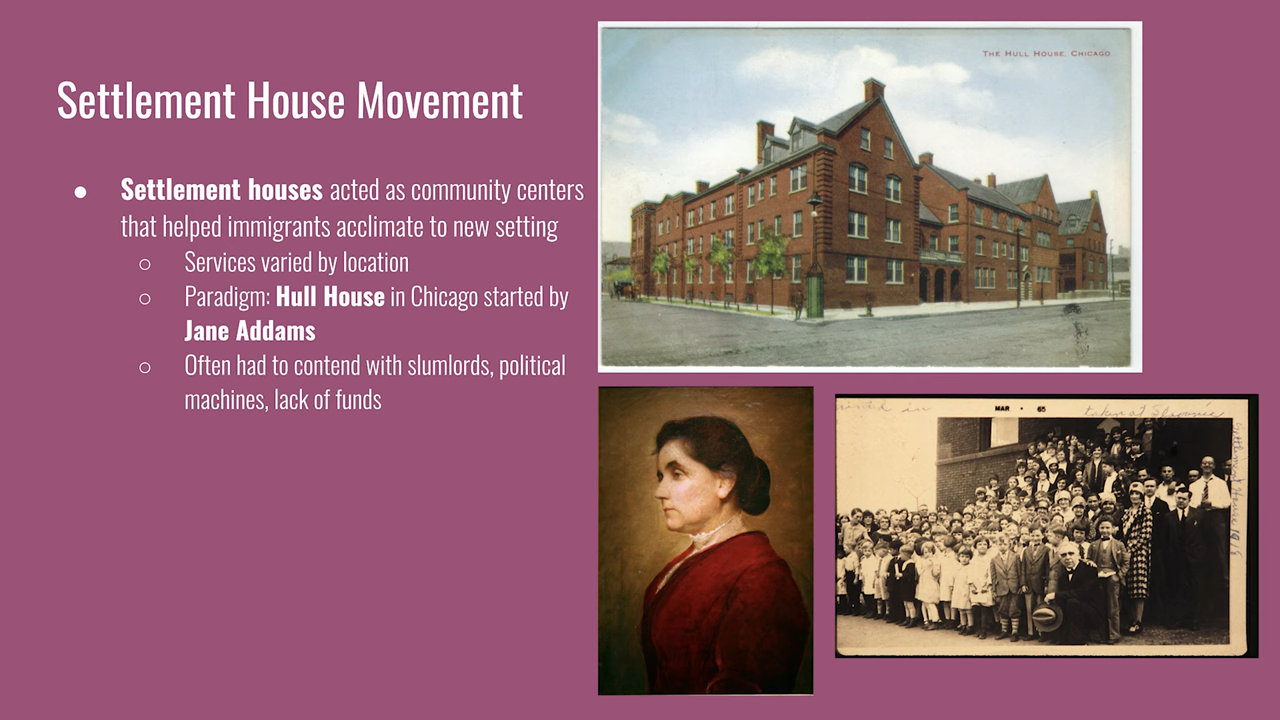 Settlement House Movement
● Settlement houses acted as community centers
that helped immigrants acclimate to new setting
○ Services varied by location
○ Paradigm: Hull House in Chicago started by
Jane Addams
○ Often had to contend with slumlords, political
machines, lack of funds
THE HULL HOUSE, CHICAGO
MAR • 65
taken at